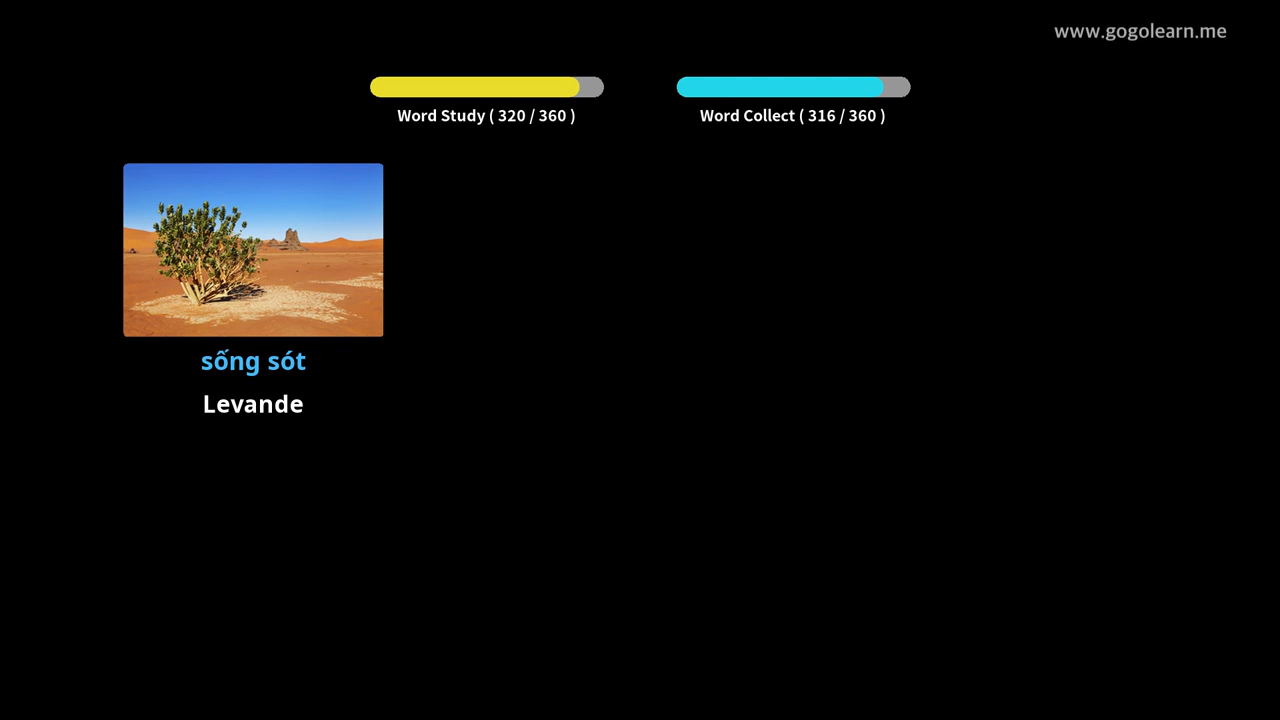 www.gogolearn.me
Word Study ( 320 / 360 )
Word Collect ( 316 / 360 )
sống sót
Levande